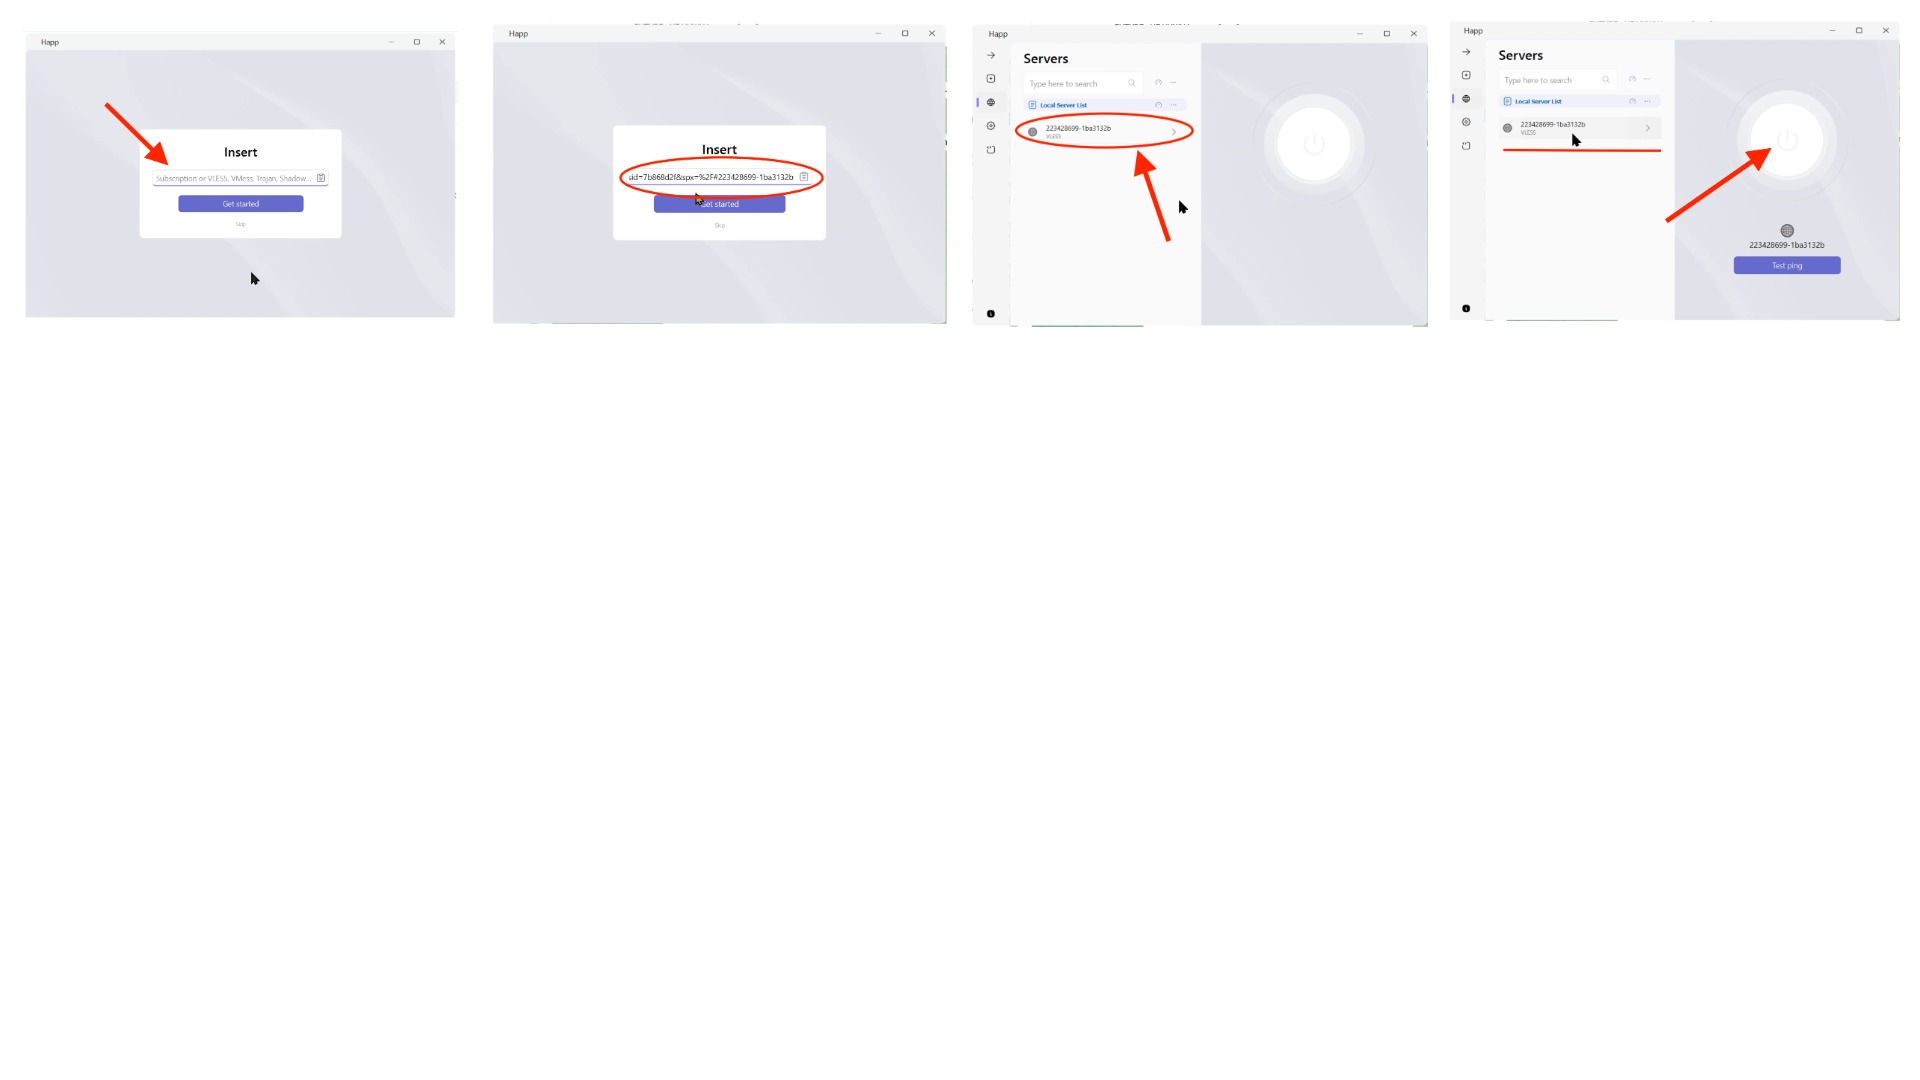 Happ
Insert
Subscription or VLESS, VMess, Trojan, Shadow...
Get started
Skip
Happ
Insert
sid=7b868d2f&spx=%2F#223428699-1ba3132b
Get started
Skip
Happ
Servers
Type here to search
Local Server List
223428699-1ba3132b
VLESS
Happ
Servers
Type here to search
Local Server List
223428699-1ba3132b
VLESS
223428699-1ba3132b
Test ping